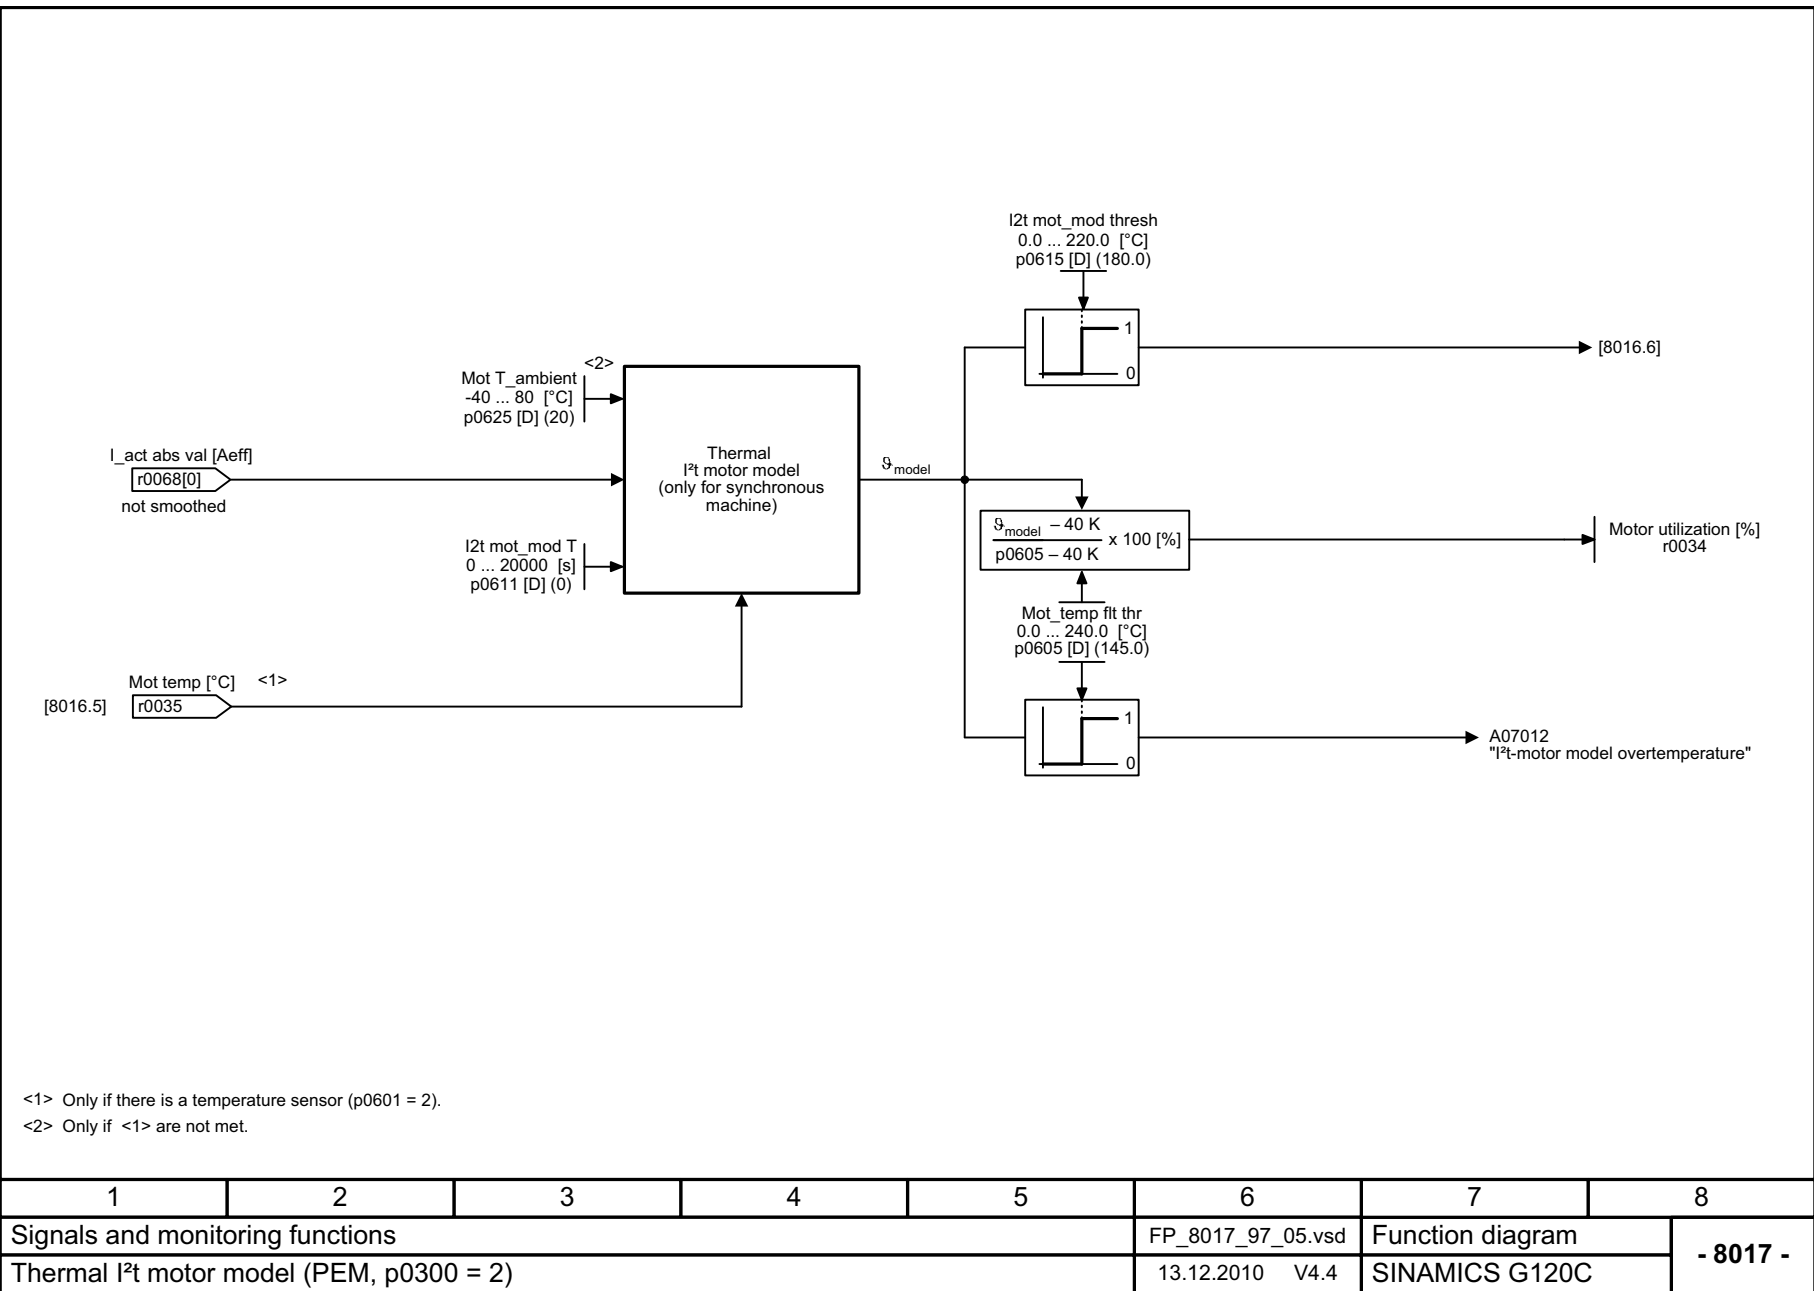 I2t mot_mod thresh
0.0 ... 220.0 [°C]
p0615 [D] (180.0)
1
0
[8016.6]
<2>
Mot T_ambient
-40 ... 80 [°C]
p0625 [D] (20)
I_act abs val [Aeff]
r0068[0]
not smoothed
Thermal
I²t motor model
(only for synchronous
machine)
ϑmodel
I2t mot_mod T
0 ... 20000 [s]
p0611 [D] (0)
ϑmodel – 40 K
p0605 – 40 K
x 100 [%]
Motor utilization [%]
r0034
Mot_temp flt thr
0.0 ... 240.0 [°C]
p0605 [D] (145.0)
[8016.5]
Mot temp [°C] <1>
r0035
1
0
A07012
"I²t-motor model overtemperature"
<1> Only if there is a temperature sensor (p0601 = 2).
<2> Only if <1> are not met.
1 2 3 4 5 6 7 8
Signals and monitoring functions FP_8017_97_05.vsd Function diagram
- 8017 -
Thermal I²t motor model (PEM, p0300 = 2) 13.12.2010 V4.4 SINAMICS G120C